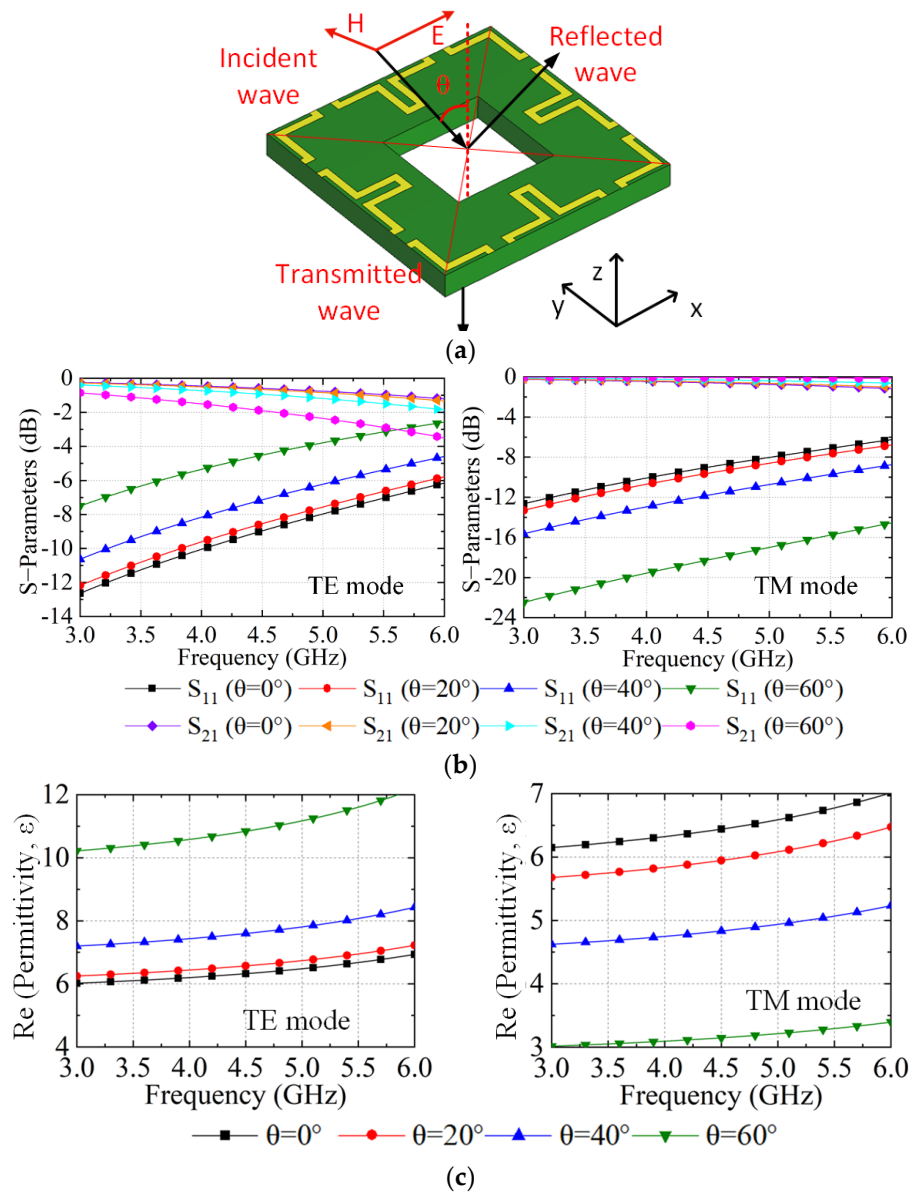 H
E
Incident
wave
Reflected
wave
θ
Transmitted
wave
z
y
x
(a)
0
-2
-4
-6
-8
-10
-12
-14
S−Parameters (dB)
TE mode
3.0 3.5 4.0 4.5 5.0 5.5 6.0
Frequency (GHz)
0
-4
-8
-12
-16
-20
-24
S−Parameters (dB)
TM mode
3.0 3.5 4.0 4.5 5.0 5.5 6.0
Frequency (GHz)
S11 (θ=0°) S11 (θ=20°) S11 (θ=40°) S11 (θ=60°)
S21 (θ=0°) S21 (θ=20°) S21 (θ=40°) S21 (θ=60°)
(b)
12
10
8
6
4
Re (Permittivity, ε)
TE mode
3.0 3.5 4.0 4.5 5.0 5.5 6.0
Frequency (GHz)
7
6
5
4
3
Re (Permittivity, ε)
TM mode
3.0 3.5 4.0 4.5 5.0 5.5 6.0
Frequency (GHz)
θ=0° θ=20° θ=40° θ=60°
(c)